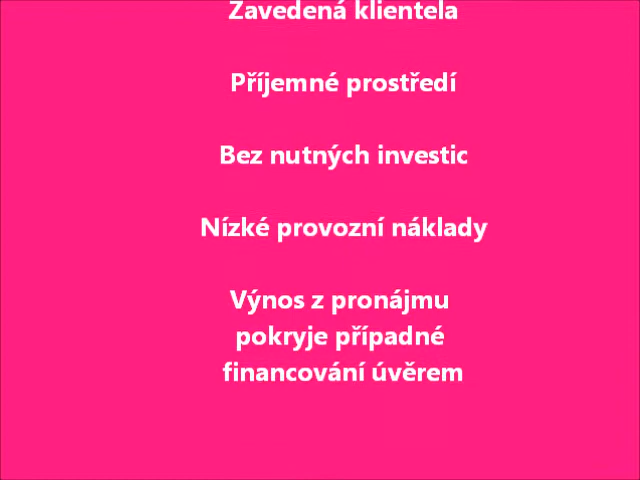 Zavedená klientela
Příjemné prostředí
Bez nutných investic
Nízké provozní náklady
Výnos z pronájmu
pokryje případné
financování úvěrem